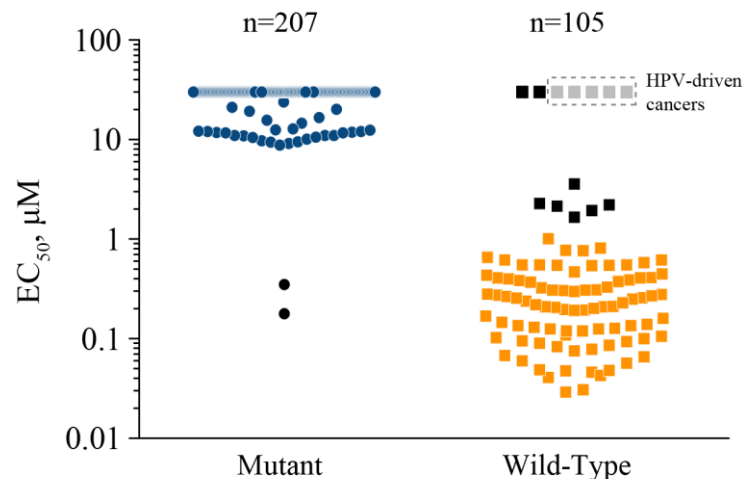 n=207
n=105
100
10
1
0.1
0.01
EC₅₀, μM
HPV-driven
cancers
Mutant
Wild-Type